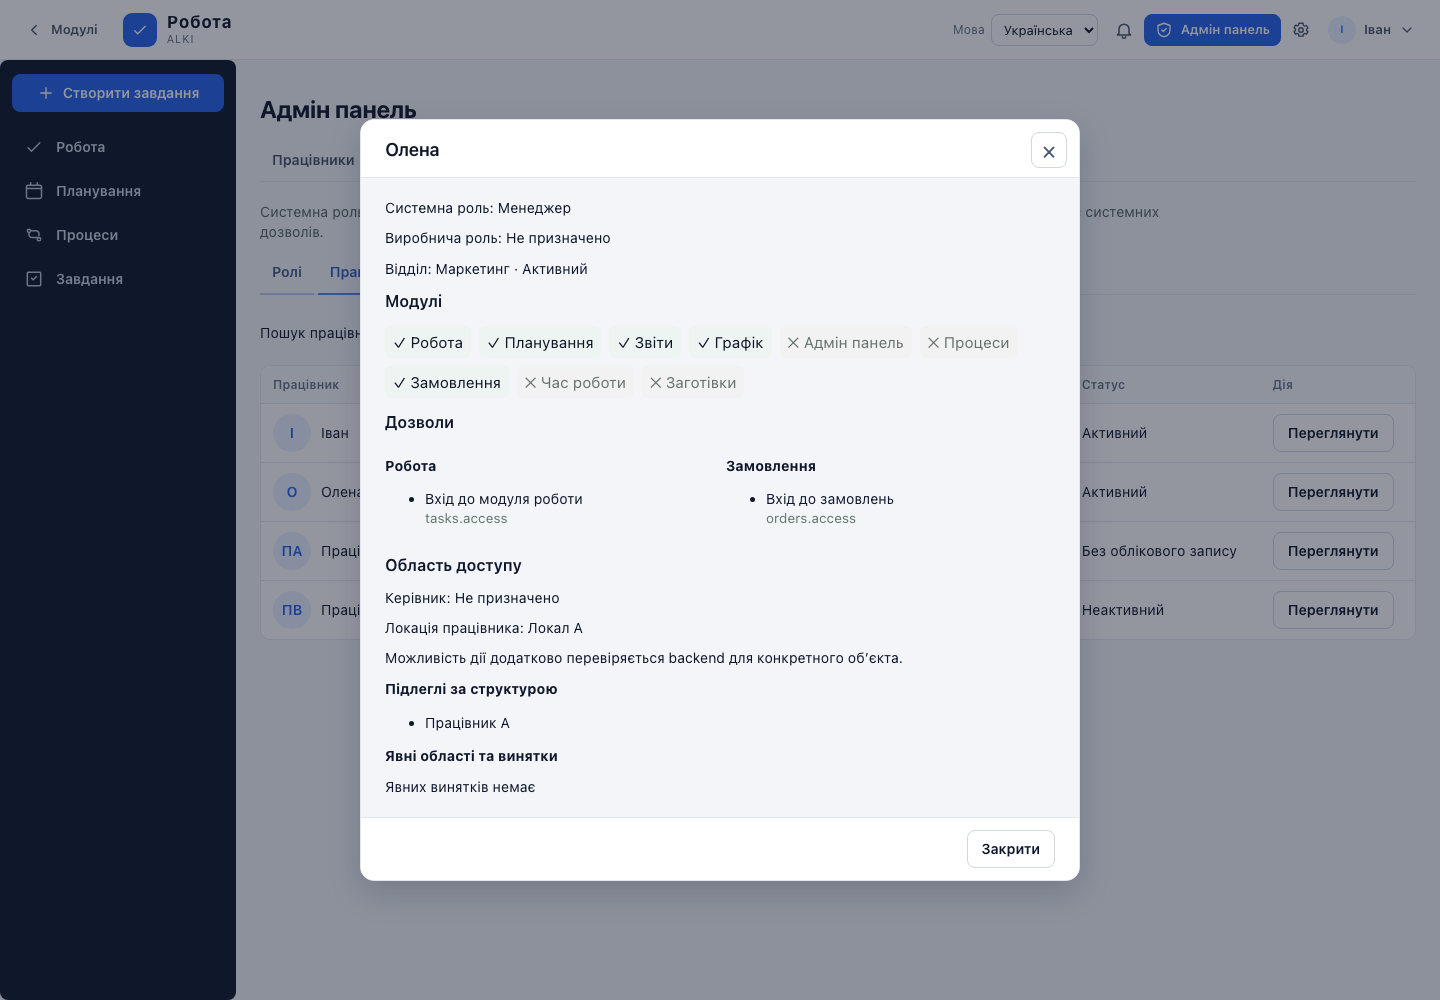 Модулі
Робота
ALKI
Мова
Українська
Адмін панель
І
Іван
Створити завдання
Робота
Планування
Процеси
Завдання
Адмін панель
Працівники
Системна роль
системних
дозволів.
Ролі
Пошук
Працівник
Статус
Дія
І
Іван
Активний
Переглянути
О
Олена
Активний
Переглянути
ПА
Без облікового запису
Переглянути
ПВ
Неактивний
Переглянути
Олена
Системна роль: Менеджер
Виробнича роль: Не призначено
Відділ: Маркетинг · Активний
Модулі
Робота
Планування
Звіти
Графік
Адмін панель
Процеси
Замовлення
Час роботи
Заготівки
Дозволи
Робота
Вхід до модуля роботи
tasks.access
Замовлення
Вхід до замовлень
orders.access
Область доступу
Керівник: Не призначено
Локація працівника: Локал А
Можливість дії додатково перевіряється backend для конкретного об’єкта.
Підлеглі за структурою
Працівник А
Явні області та винятки
Явних винятків немає
Закрити